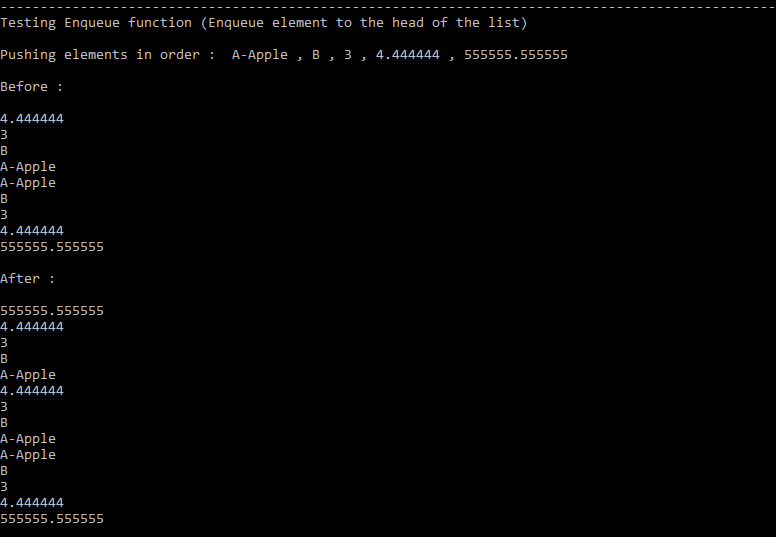 -------------------------------------------------------------------------------------------------
Testing Enqueue function (Enqueue element to the head of the list)
Pushing elements in order :  A-Apple , B , 3 , 4.444444 , 555555.555555
Before :
4.444444
3
B
A-Apple
A-Apple
B
3
4.444444
555555.555555
After :
555555.555555
4.444444
3
B
A-Apple
4.444444
3
B
A-Apple
A-Apple
B
3
4.444444
555555.555555